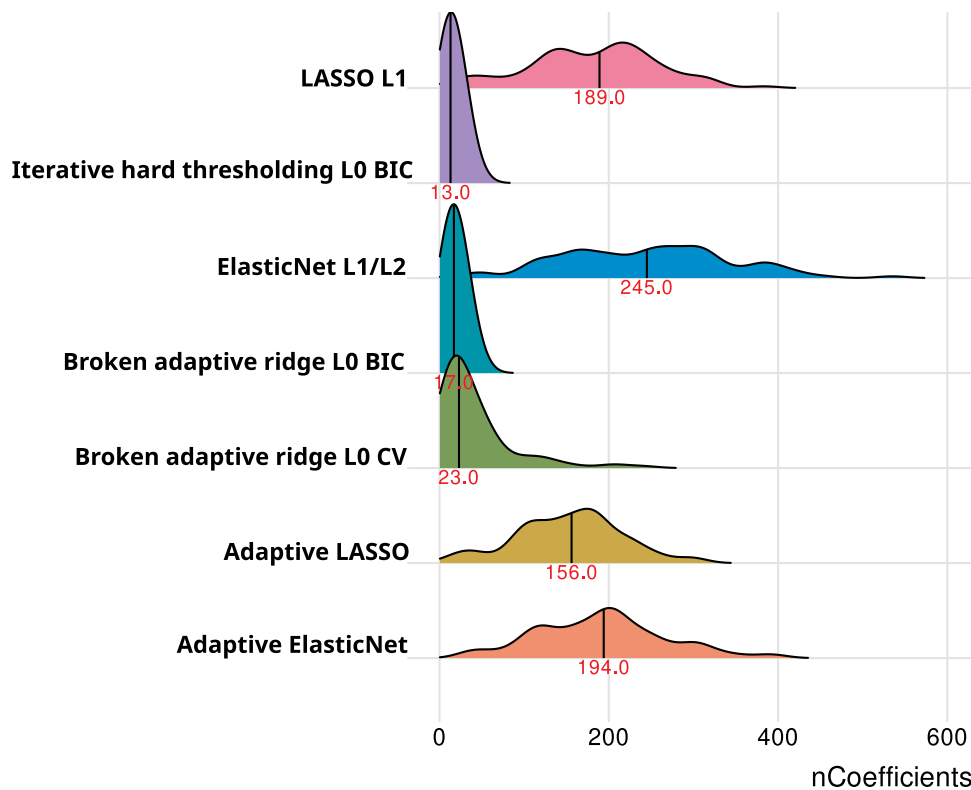 LASSO L1
189.0
Iterative hard thresholding L0 BIC
13.0
ElasticNet L1/L2
245.0
Broken adaptive ridge L0 BIC
17.0
Broken adaptive ridge L0 CV
23.0
Adaptive LASSO
156.0
Adaptive ElasticNet
194.0
0 200 400 600
nCoefficients